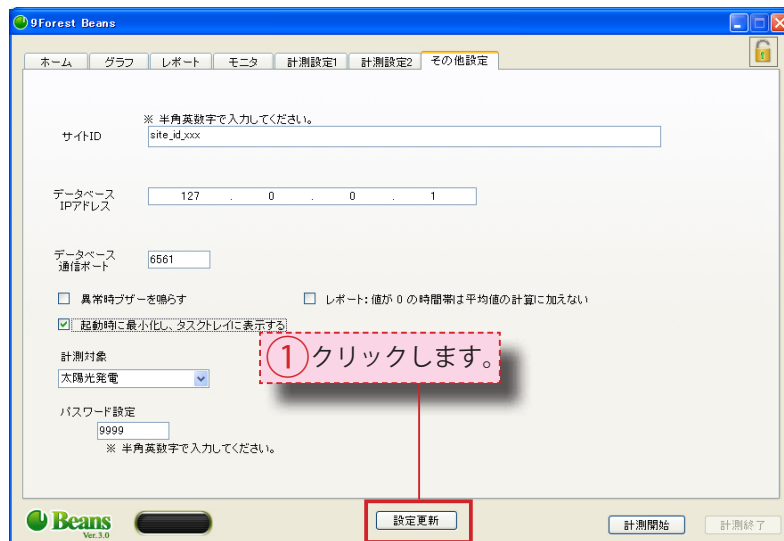 9Forest Beans
ホーム グラフ レポート モニタ 計測設定1 計測設定2 その他設定
※ 半角英数字で入力してください。
サイトID site_id_xxx
データベース
IPアドレス 127 . 0 . 0 . 1
データベース
通信ポート 6561
異常時ブザーを鳴らす レポート：値が 0 の時間帯は平均値の計算に加えない
起動時に最小化し、タスクトレイに表示する
①クリックします。
計測対象
太陽光発電
パスワード設定
9999
※ 半角英数字で入力してください。
Beans
Ver.3.0
設定更新 計測開始 計測終了